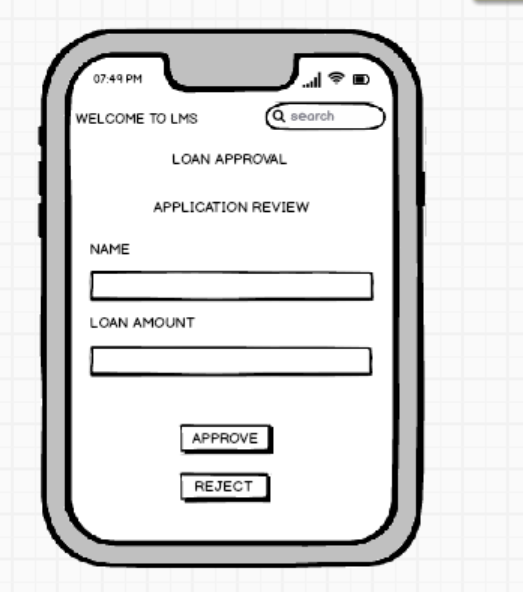 07:49 PM
WELCOME TO LMS
search
LOAN APPROVAL
APPLICATION REVIEW
NAME
LOAN AMOUNT
APPROVE
REJECT